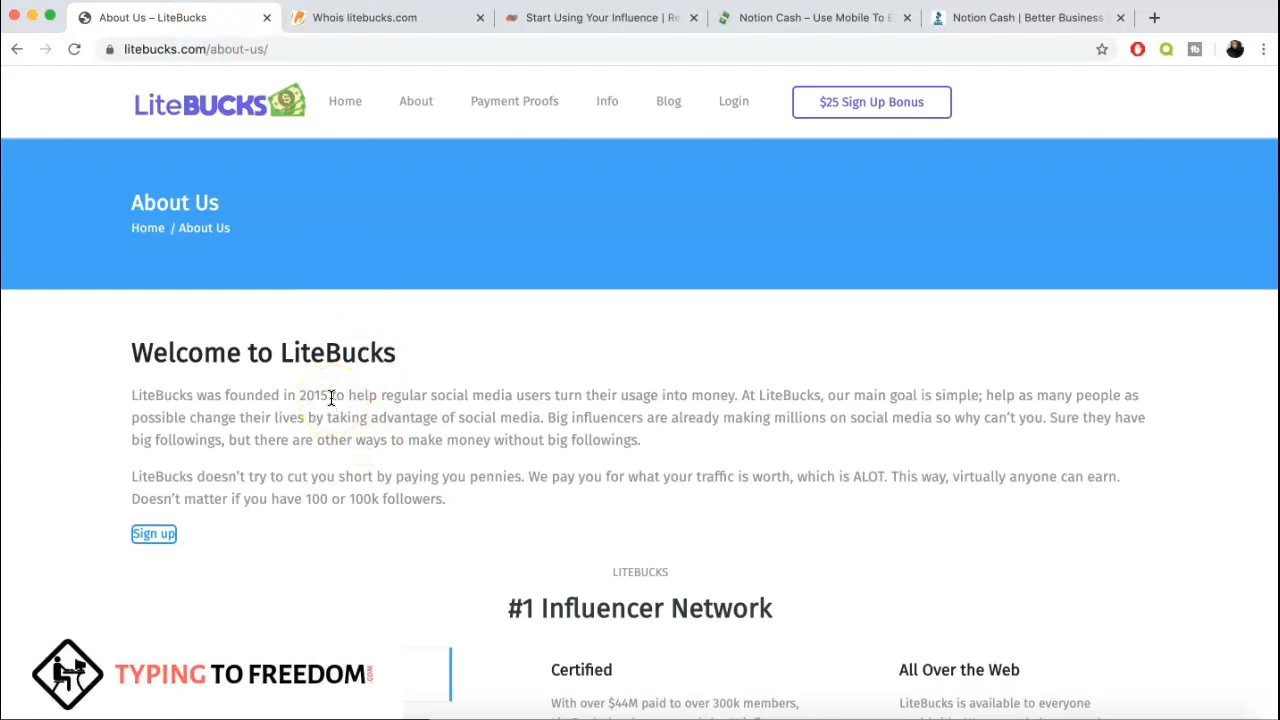 About Us – LiteBucks
Whois litebucks.com
Start Using Your Influence | Re
Notion Cash – Use Mobile To E
Notion Cash | Better Business
litebucks.com/about-us/
LiteBUCKS
Home
About
Payment Proofs
Info
Blog
Login
$25 Sign Up Bonus
About Us
Home / About Us
Welcome to LiteBucks
LiteBucks was founded in 2015 to help regular social media users turn their usage into money. At LiteBucks, our main goal is simple; help as many people as
possible change their lives by taking advantage of social media. Big influencers are already making millions on social media so why can't you. Sure they have
big followings, but there are other ways to make money without big followings.
LiteBucks doesn't try to cut you short by paying you pennies. We pay you for what your traffic is worth, which is ALOT. This way, virtually anyone can earn.
Doesn't matter if you have 100 or 100k followers.
Sign up
LITEBUCKS
#1 Influencer Network
Certified
All Over the Web
With over $44M paid to over 300k members,
LiteBucks is available to everyone
TYPING TO FREEDOM.COM